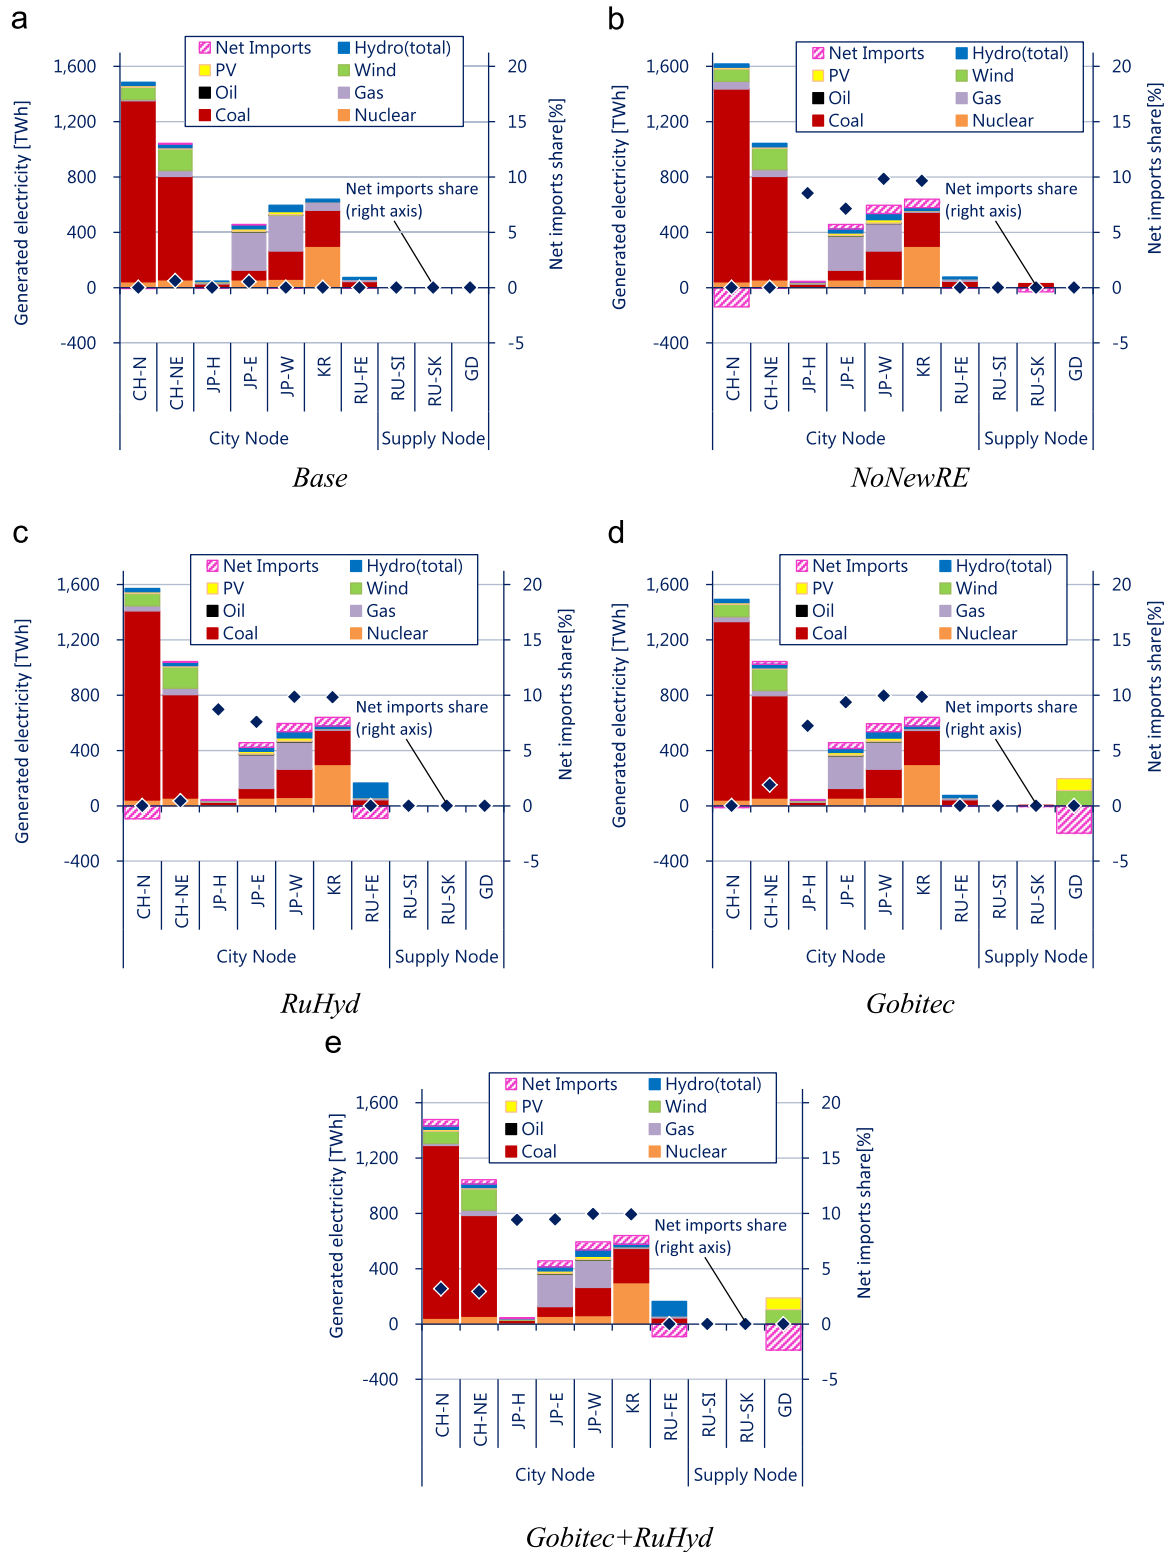 a
Net Imports
Hydro(total)
PV
Wind
Oil
Gas
Coal
Nuclear
Generated electricity [TWh]
1,600
1,200
800
400
0
-400
Net imports share[%]
20
15
10
5
0
-5
Net imports share
(right axis)
CH-N
CH-NE
JP-H
JP-E
JP-W
KR
RU-FE
RU-SI
RU-SK
GD
City Node
Supply Node
Base
b
Net Imports
Hydro(total)
PV
Wind
Oil
Gas
Coal
Nuclear
Generated electricity [TWh]
1,600
1,200
800
400
0
-400
Net imports share[%]
20
15
10
5
0
-5
Net imports share
(right axis)
CH-N
CH-NE
JP-H
JP-E
JP-W
KR
RU-FE
RU-SI
RU-SK
GD
City Node
Supply Node
NoNewRE
c
Net Imports
Hydro(total)
PV
Wind
Oil
Gas
Coal
Nuclear
Generated electricity [TWh]
1,600
1,200
800
400
0
-400
Net imports share[%]
20
15
10
5
0
-5
Net imports share
(right axis)
CH-N
CH-NE
JP-H
JP-E
JP-W
KR
RU-FE
RU-SI
RU-SK
GD
City Node
Supply Node
RuHyd
d
Net Imports
Hydro(total)
PV
Wind
Oil
Gas
Coal
Nuclear
Generated electricity [TWh]
1,600
1,200
800
400
0
-400
Net imports share[%]
20
15
10
5
0
-5
Net imports share
(right axis)
CH-N
CH-NE
JP-H
JP-E
JP-W
KR
RU-FE
RU-SI
RU-SK
GD
City Node
Supply Node
Gobitec
e
Net Imports
Hydro(total)
PV
Wind
Oil
Gas
Coal
Nuclear
Generated electricity [TWh]
1,600
1,200
800
400
0
-400
Net imports share[%]
20
15
10
5
0
-5
Net imports share
(right axis)
CH-N
CH-NE
JP-H
JP-E
JP-W
KR
RU-FE
RU-SI
RU-SK
GD
City Node
Supply Node
Gobitec+RuHyd